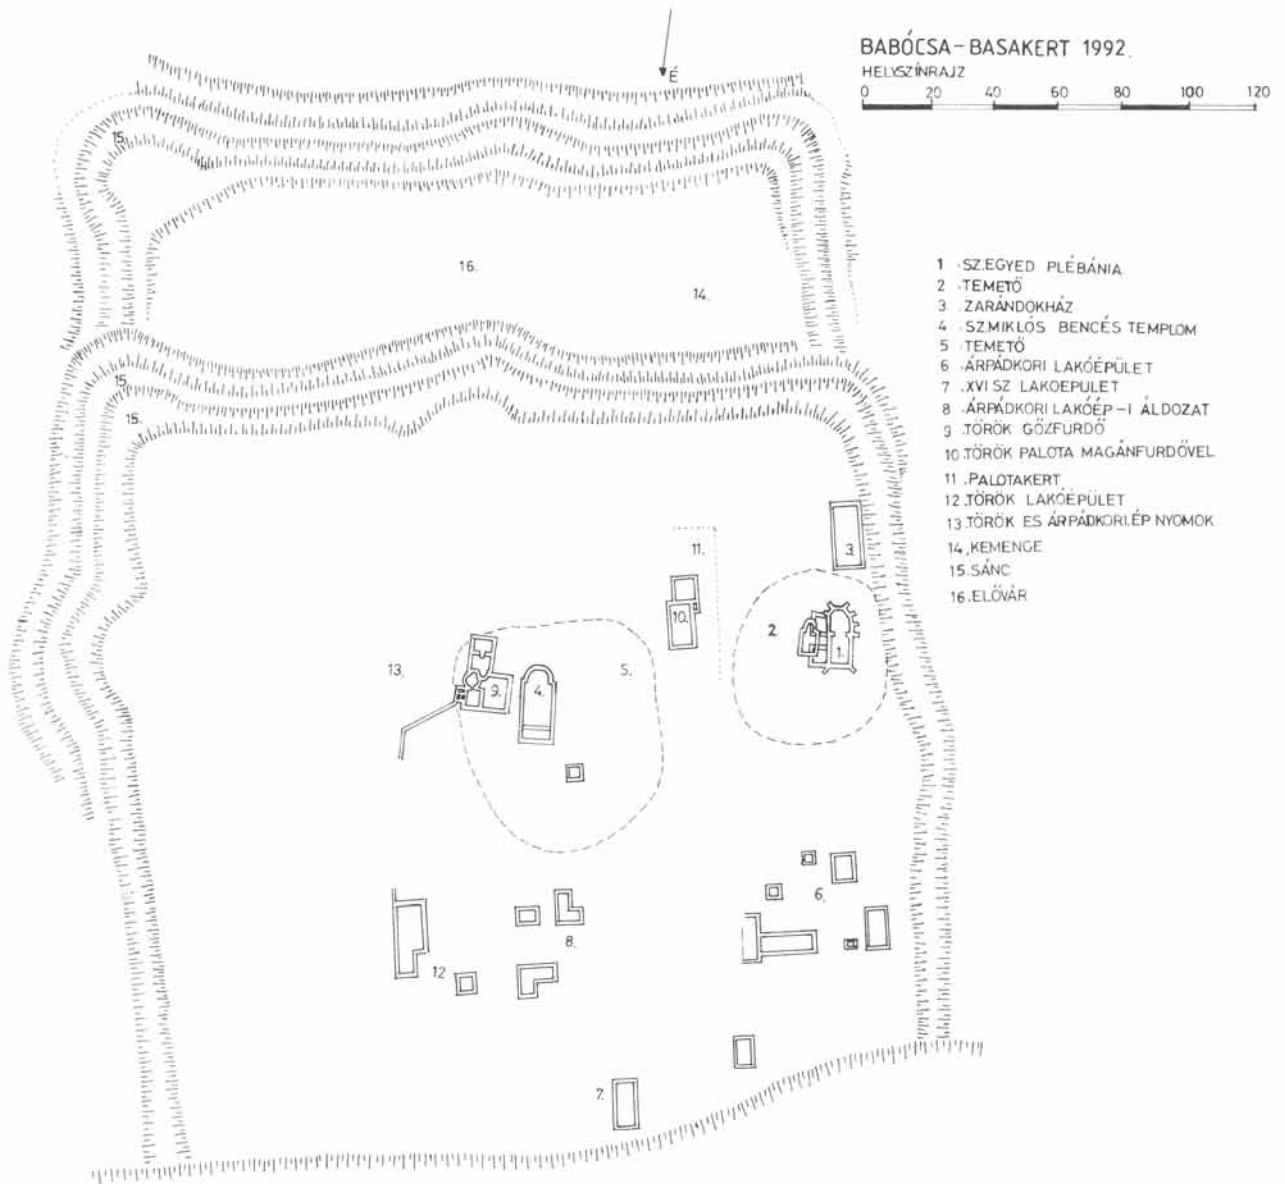 BABÓCSA-BASAKERT 1992.
HELYSZÍNRAJZ
0 20 40 60 80 100 120
É
1 .SZ.EGYED PLÉBÁNIA
2 .TEMETŐ
3 .ZARÁNDOKHÁZ
4 SZ.MIKLÓS BENCÉS TEMPLOM
5 .TEMETŐ
6 .ÁRPÁDKORI LAKÓÉPÜLET
7 .XVI SZ LAKOEPULET
8 .ÁRPÁDKORI LAKÓÉP-I ÁLDOZAT
9 .TÖRÖK GŐZFÜRDŐ
10.TÖRÖK PALOTA MAGÁNFURDŐVEL
11 .PALOTAKERT
12.TÖRÖK LAKÓÉPÜLET
13.TÖRÖK ES ÁRPÁDKORI.ÉP NYOMOK
14,KEMENCE
15.SÁNC
16.ELŐVÁR
15.
16.
14.
15.
15.
3.
11.
10.
2.
1.
13.
5.
9.
4.
6.
8.
12
7.